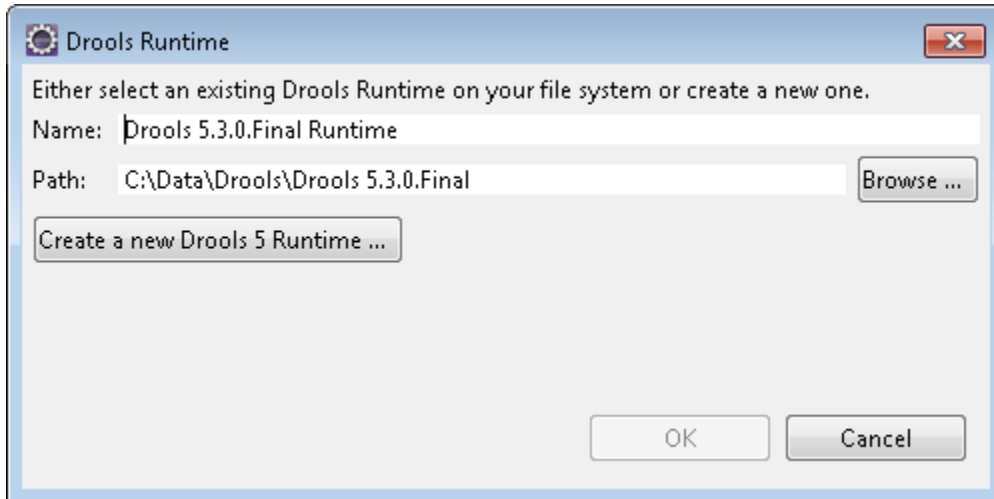 Drools Runtime
Either select an existing Drools Runtime on your file system or create a new one.
Name: Drools 5.3.0.Final Runtime
Path: C:\Data\Drools\Drools 5.3.0.Final Browse ...
Create a new Drools 5 Runtime ...
OK Cancel